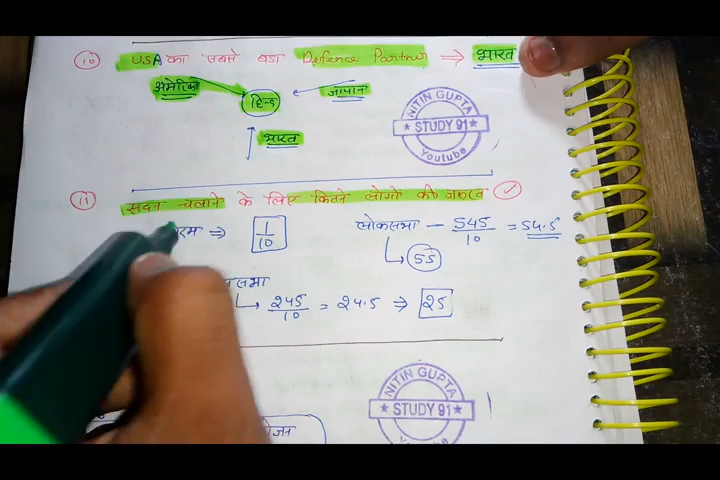 ⑩ USA का सबसे बड़ा Defence Partner ⇒ भारत
अमेरिका → हिन्द ← जापान
भारत
NITIN GUPTA
STUDY 91
Youtube
⑪ सदन चलाने के लिए कितने लोगों की जरूरत ✓
रम ⇒ 1/10
लोकसभा – 545/10 = 54.5
↳ 55
सभा
↳ 245/10 = 24.5 ⇒ 25
NITIN GUPTA
STUDY 91